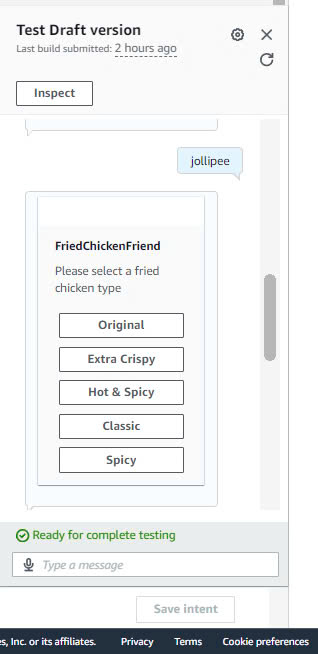 Test Draft version
Last build submitted: 2 hours ago
Inspect
jollipee
FriedChickenFriend
Please select a fried
chicken type
Original
Extra Crispy
Hot & Spicy
Classic
Spicy
Ready for complete testing
Type a message
Save intent
es, Inc. or its affiliates. Privacy Terms Cookie preferences